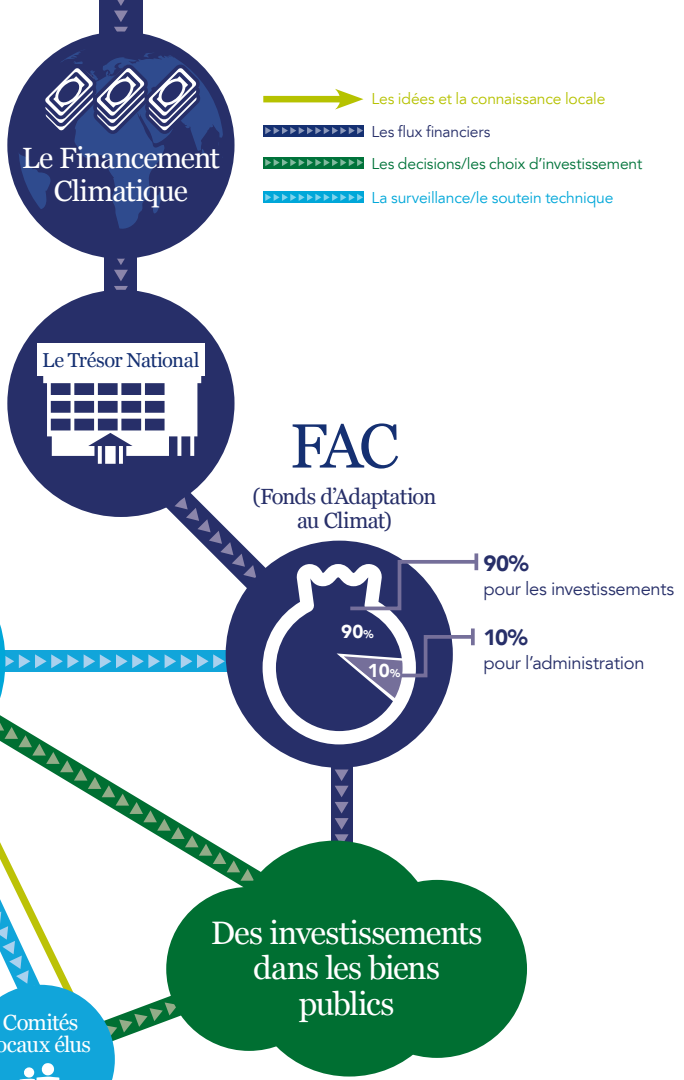 Le Financement
Climatique
Les idées et la connaissance locale
Les flux financiers
Les decisions/les choix d'investissement
La surveillance/le soutein technique
Le Trésor National
FAC
(Fonds d'Adaptation
au Climat)
90%
pour les investissements
10%
pour l'administration
90%
10%
Des investissements
dans les biens
publics
Comités
ocaux élus